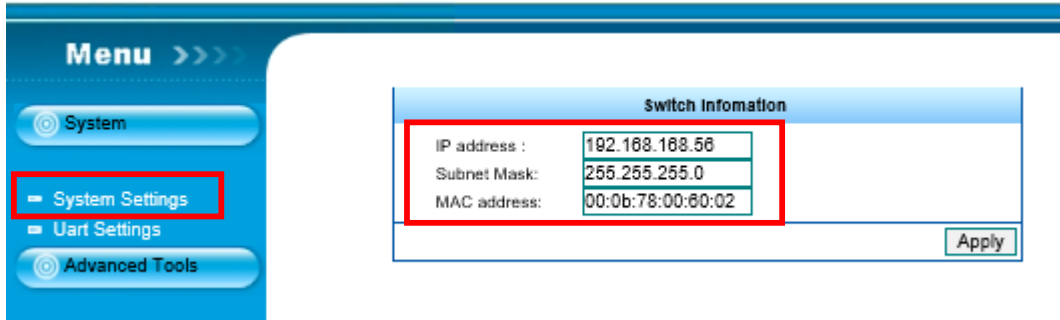 Menu >>>>
System
System Settings
Uart Settings
Advanced Tools
Switch Infomation
IP address : 192.168.168.56
Subnet Mask: 255.255.255.0
MAC address: 00:0b:78:00:60:02
Apply